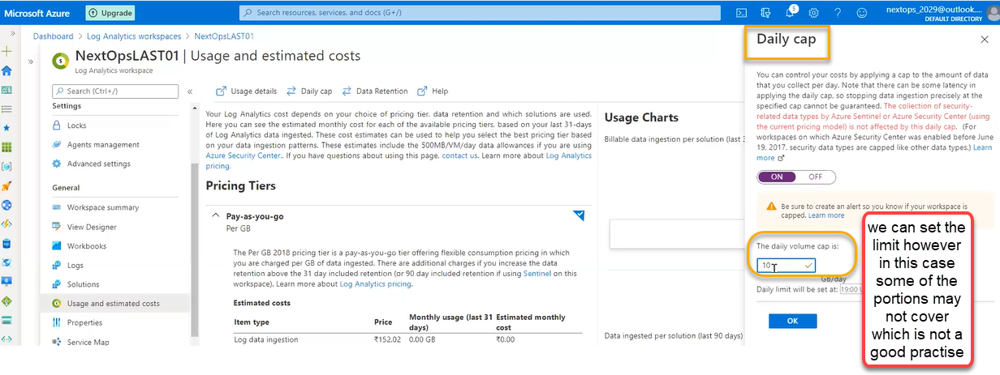 Microsoft Azure
Upgrade
Search resources, services, and docs (G+/)
5
nextops_2029@outlook....
DEFAULT DIRECTORY
Dashboard > Log Analytics workspaces > NextOpsLAST01
NextOpsLAST01 | Usage and estimated costs
Log Analytics workspace
Search (Ctrl+/)
Settings
Locks
Agents management
Advanced settings
General
Workspace summary
View Designer
Workbooks
Logs
Solutions
Usage and estimated costs
Properties
Service Map
Usage details
Daily cap
Data Retention
Help
Your Log Analytics cost depends on your choice of pricing tier, data retention and which solutions are used.
Here you can see the estimated monthly cost for each of the available pricing tiers, based on your last 31-days
of Log Analytics data ingested. These cost estimates can be used to help you select the best pricing tier based
on your data ingestion patterns. These estimates include the 500MB/VM/day data allowances if you are using
Azure Security Center.. If you have questions about using this page, contact us. Learn more about Log Analytics
pricing.
Pricing Tiers
Pay-as-you-go
Per GB
The Per GB 2018 pricing tier is a pay-as-you-go tier offering flexible consumption pricing in which
you are charged per GB of data ingested. There are additional charges if you increase the data
retention above the 31 day included retention (or 90 day included retention if using Sentinel on this
workspace). Learn more about Log Analytics pricing.
Estimated costs
Item type Price Monthly usage (last 31 days) Estimated monthly cost
Log data ingestion ₹152.02 0.00 GB ₹0.00
Usage Charts
Billable data ingestion per solution (last 3
Data ingested per solution (last 90 days)
Daily cap
You can control your costs by applying a cap to the amount of data
that you collect per day. Note that there can be some latency in
applying the daily cap, so stopping data ingestion precisely at the
specified cap cannot be guaranteed. The collection of security-
related data types by Azure Sentinel or Azure Security Center (using
the current pricing model) is not affected by this daily cap. (For
workspaces on which Azure Security Center was enabled before June
19, 2017, security data types are capped like other data types.) Learn
more
ON OFF
Be sure to create an alert so you know if your workspace is
capped. Learn more
The daily volume cap is:
10
GB/day
Daily limit will be set at: 19:00 U
OK
we can set the
limit however
in this case
some of the
portions may
not cover
which is not a
good practise